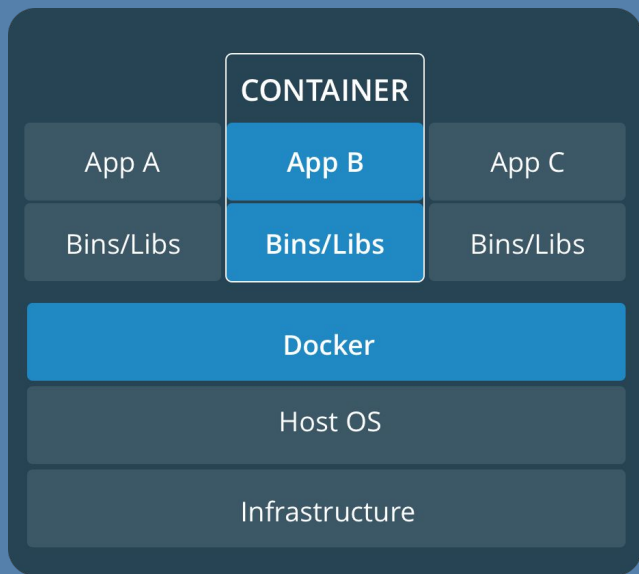 CONTAINER
App A
App B
App C
Bins/Libs
Bins/Libs
Bins/Libs
Docker
Host OS
Infrastructure